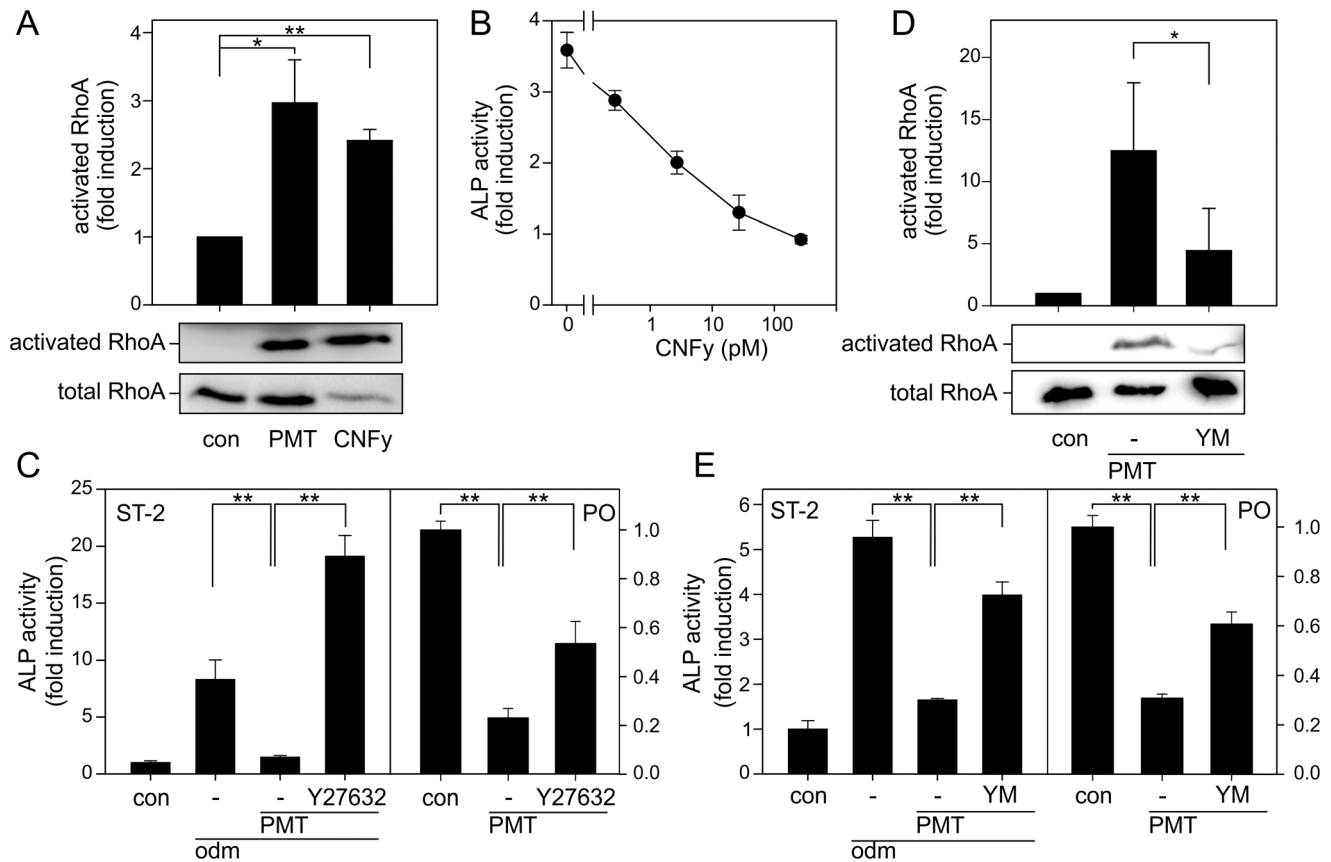 A
activated RhoA
(fold induction)
4
3
2
1
0
*
**
activated RhoA
total RhoA
con PMT CNFy
B
ALP activity
(fold induction)
4
3
2
1
0
0 1 10 100
CNFy (pM)
D
activated RhoA
(fold induction)
20
15
10
5
0
*
activated RhoA
total RhoA
con - YM
PMT
C
ALP activity
(fold induction)
25
20
15
10
5
0
ST-2
** **
** **
PO
1.0
0.8
0.6
0.4
0.2
0.0
con - - Y27632 con - Y27632
PMT PMT
odm
E
ALP activity
(fold induction)
6
5
4
3
2
1
0
ST-2
** **
** **
PO
1.0
0.8
0.6
0.4
0.2
0.0
con - - YM con - YM
PMT PMT
odm